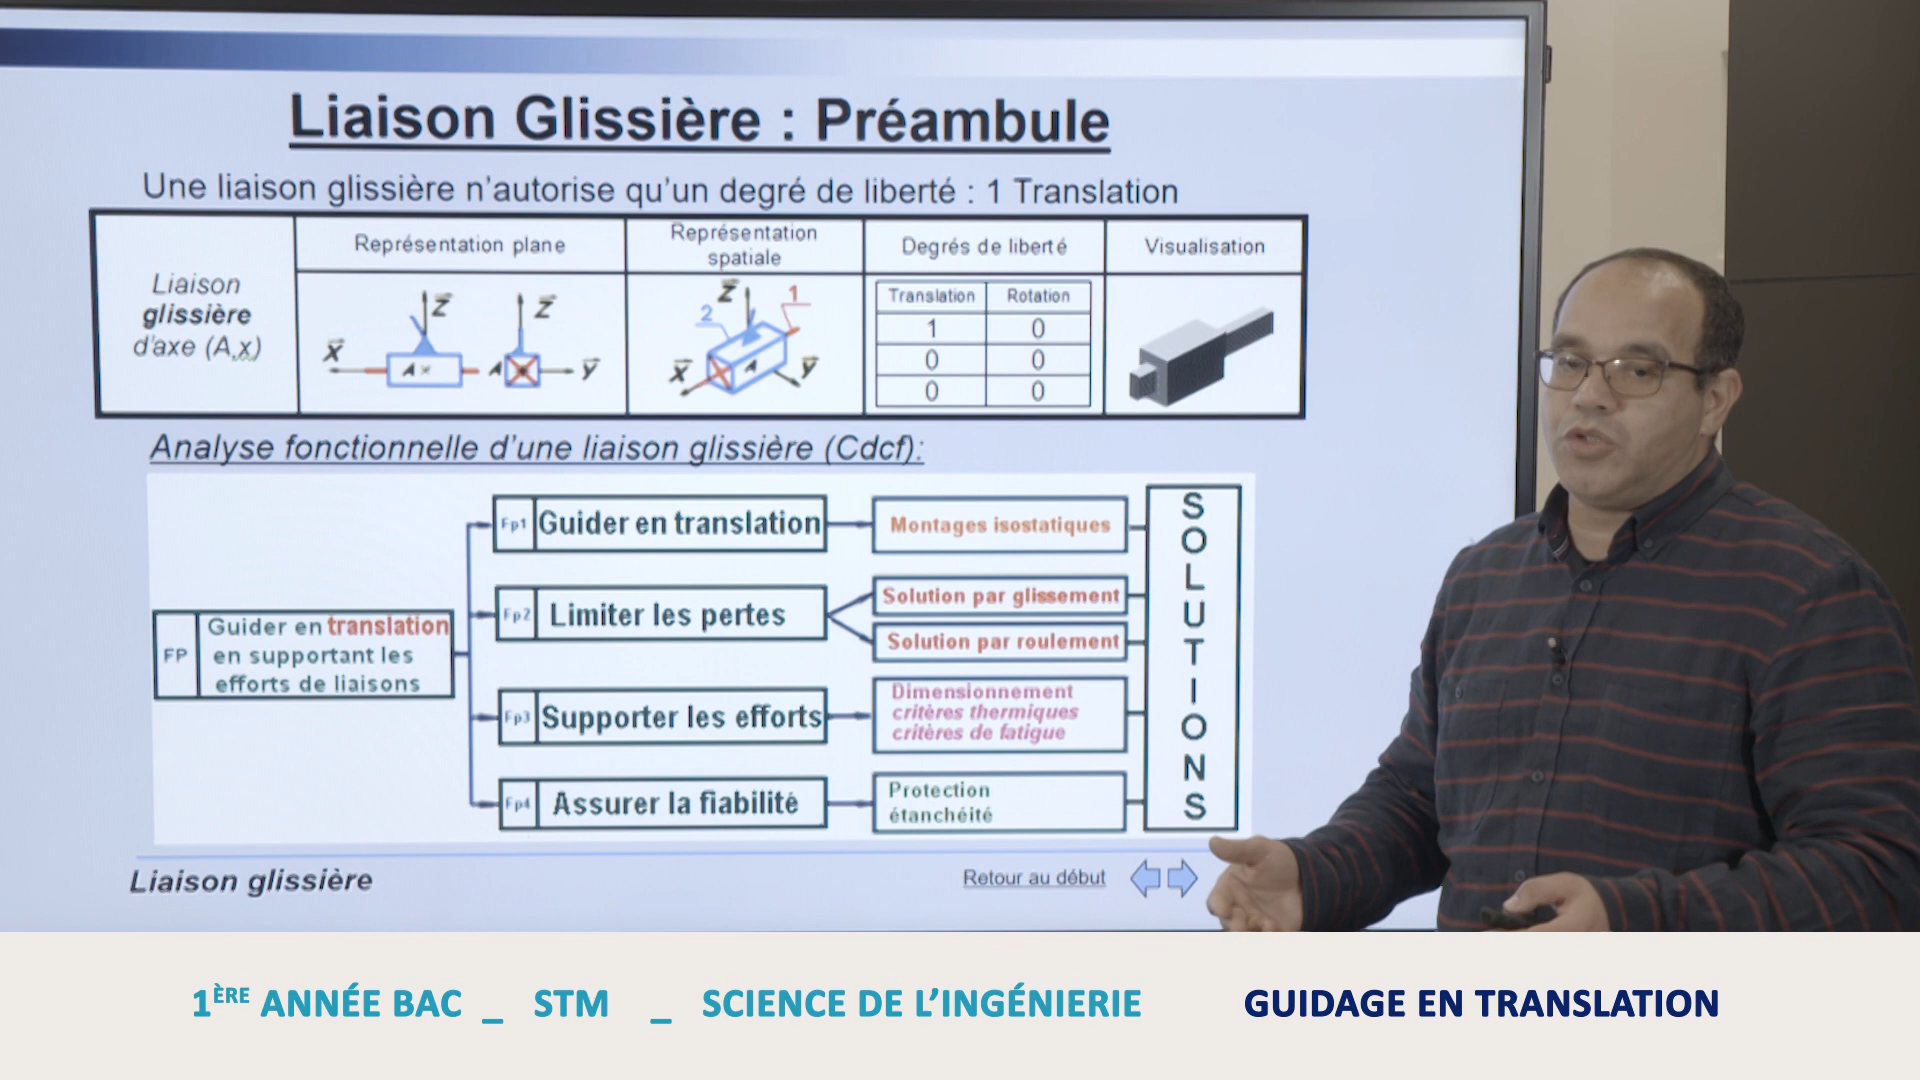 Liaison Glissière : Préambule
Une liaison glissière n'autorise qu'un degré de liberté : 1 Translation
Représentation plane
Représentation
spatiale
Degrés de liberté
Visualisation
Liaison
glissière
d'axe (A,x)
Z
X
A
Z
A
y
Z
1
2
X
A
y
Translation Rotation
1 0
0 0
0 0
Analyse fonctionnelle d'une liaison glissière (Cdcf):
FP
Guider en translation
en supportant les
efforts de liaisons
Fp1 Guider en translation
Montages isostatiques
Fp2 Limiter les pertes
Solution par glissement
Solution par roulement
Fp3 Supporter les efforts
Dimensionnement
critères thermiques
critères de fatigue
Fp4 Assurer la fiabilité
Protection
étanchéité
SOLUTIONS
Liaison glissière
Retour au début
1ÈRE ANNÉE BAC _ STM _ SCIENCE DE L'INGÉNIERIE GUIDAGE EN TRANSLATION